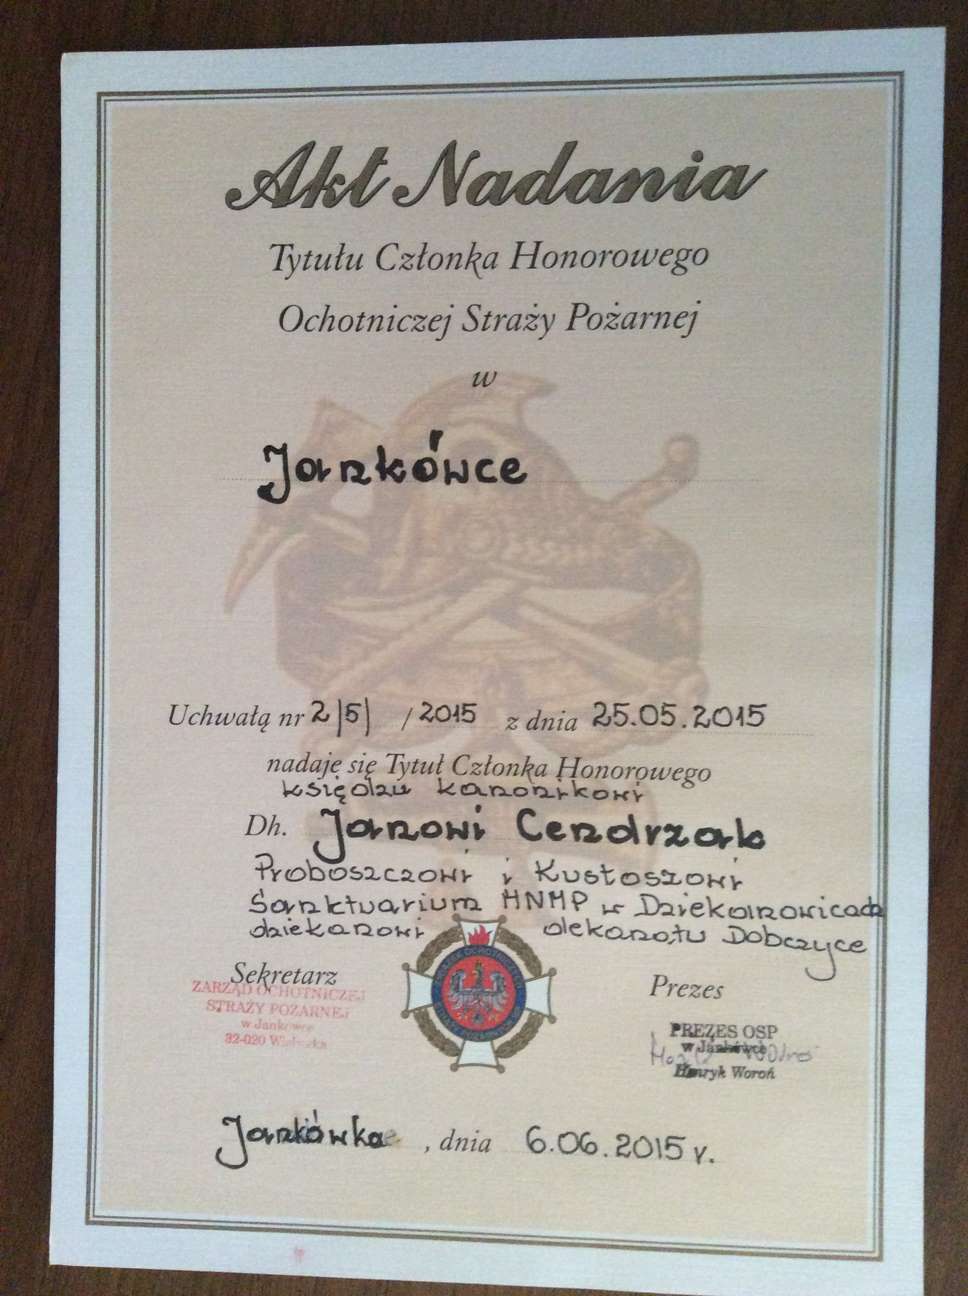 Akt Nadania
Tytułu Członka Honorowego
Ochotniczej Straży Pożarnej
w
Jankówce
Uchwałą nr 2|5| /2015 z dnia 25.05.2015
nadaję się Tytuł Członka Honorowego
księdzu kanonikowi
Dh. Janowi Cendrzak
Proboszczowi i Kustoszowi
Sanktuarium MNMP w Dziekanowicach
dziekanowi dekanatu Dobczyce
Sekretarz
Prezes
ZARZĄD OCHOTNICZEJ
STRAŻY POŻARNEJ
w Jankówce
32-020 Wieliczka
PREZES OSP
w Jankówce
Henryk Woroń
Jankówka , dnia 6.06.2015 r.